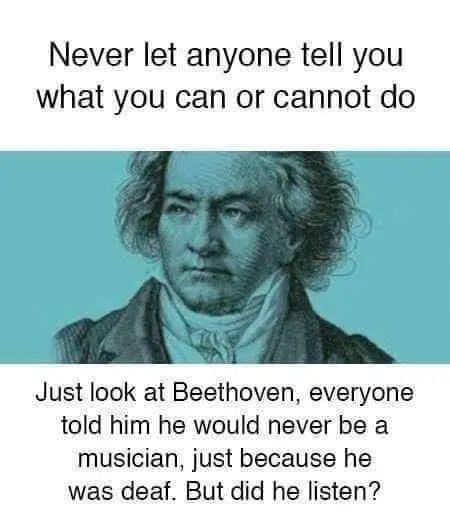 Never let anyone tell you
what you can or cannot do
Just look at Beethoven, everyone
told him he would never be a
musician, just because he
was deaf. But did he listen?